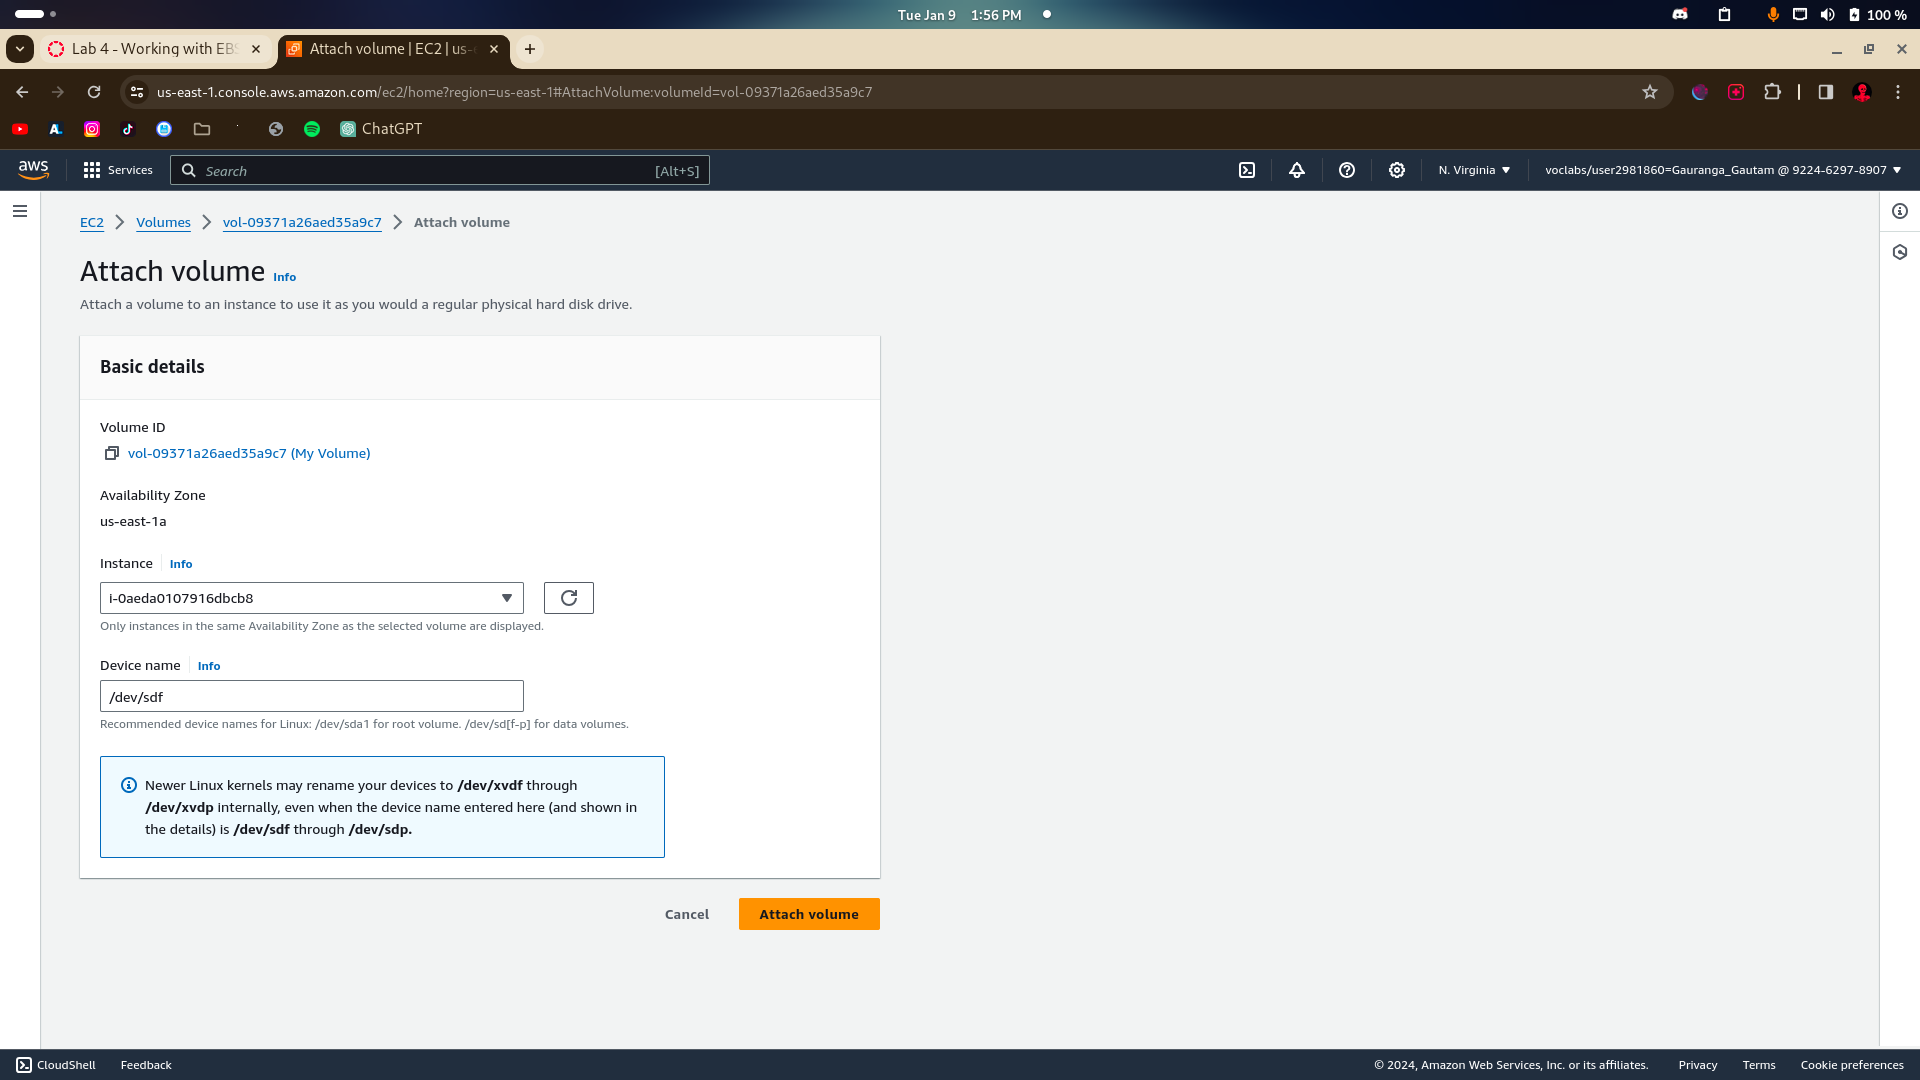 Tue Jan 9 1:56 PM
100 %
Lab 4 - Working with EBS
Attach volume | EC2 | us-e
us-east-1.console.aws.amazon.com/ec2/home?region=us-east-1#AttachVolume:volumeId=vol-09371a26aed35a9c7
ChatGPT
aws
Services
Search
[Alt+S]
N. Virginia
voclabs/user2981860=Gauranga_Gautam @ 9224-6297-8907
EC2
Volumes
vol-09371a26aed35a9c7
Attach volume
Attach volume Info
Attach a volume to an instance to use it as you would a regular physical hard disk drive.
Basic details
Volume ID
vol-09371a26aed35a9c7 (My Volume)
Availability Zone
us-east-1a
Instance Info
i-0aeda0107916dbcb8
Only instances in the same Availability Zone as the selected volume are displayed.
Device name Info
/dev/sdf
Recommended device names for Linux: /dev/sda1 for root volume. /dev/sd[f-p] for data volumes.
Newer Linux kernels may rename your devices to /dev/xvdf through
/dev/xvdp internally, even when the device name entered here (and shown in
the details) is /dev/sdf through /dev/sdp.
Cancel
Attach volume
CloudShell
Feedback
© 2024, Amazon Web Services, Inc. or its affiliates.
Privacy
Terms
Cookie preferences